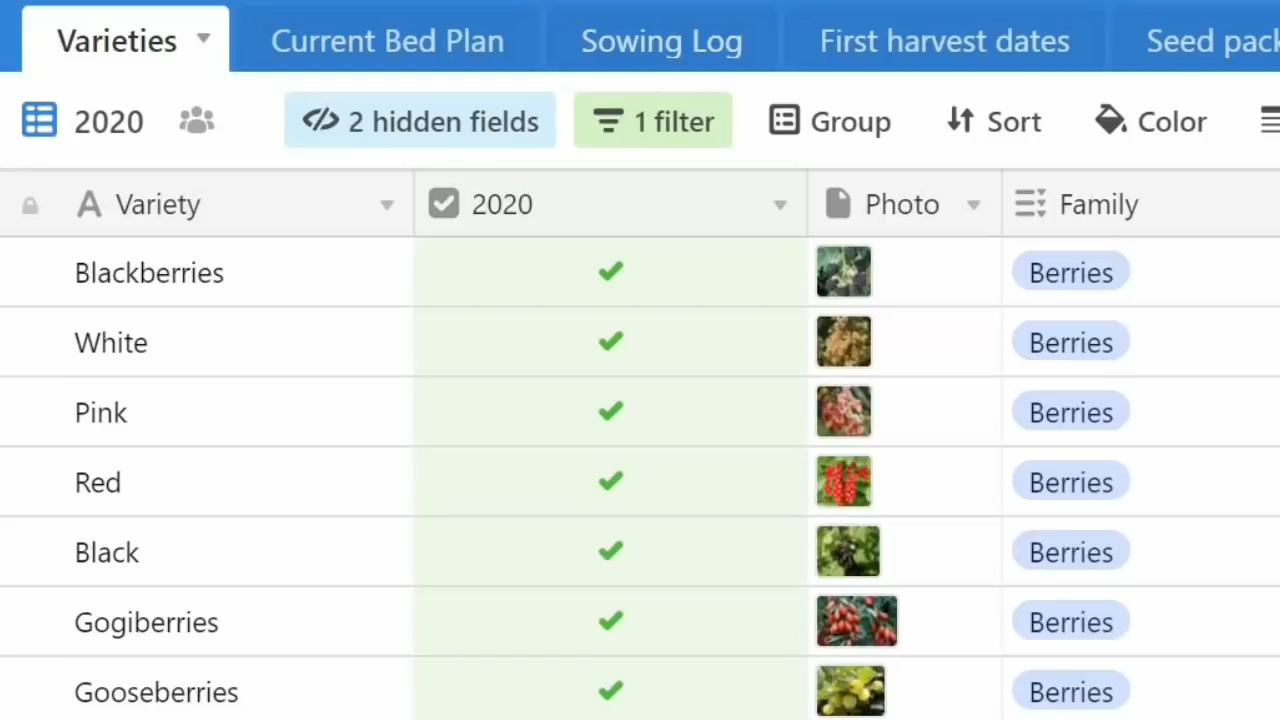 Varieties Current Bed Plan Sowing Log First harvest dates Seed pack
2020 2 hidden fields 1 filter Group Sort Color
Variety 2020 Photo Family
Blackberries Berries
White Berries
Pink Berries
Red Berries
Black Berries
Gogiberries Berries
Gooseberries Berries